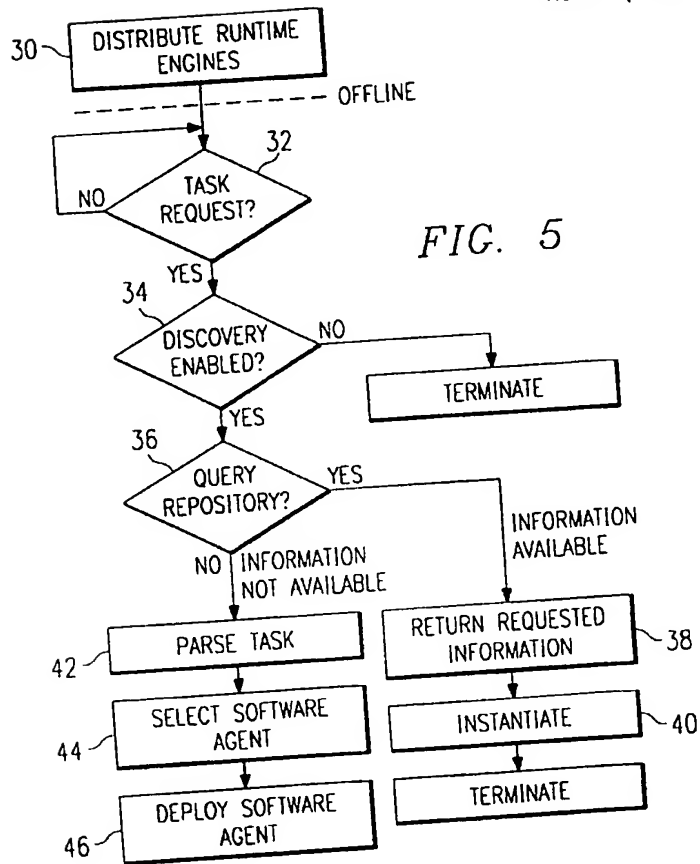 30
DISTRIBUTE RUNTIME
ENGINES
OFFLINE
32
NO
TASK
REQUEST?
FIG. 5
YES
34
DISCOVERY
ENABLED?
NO
TERMINATE
YES
36
QUERY
REPOSITORY?
YES
INFORMATION
AVAILABLE
NO
INFORMATION
NOT AVAILABLE
42
PARSE TASK
RETURN REQUESTED
INFORMATION
38
44
SELECT SOFTWARE
AGENT
INSTANTIATE
40
46
DEPLOY SOFTWARE
AGENT
TERMINATE